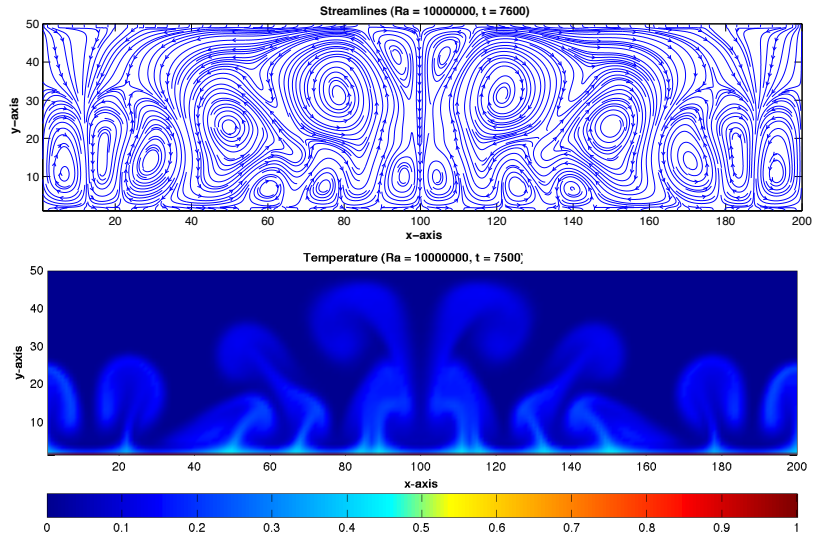 Streamlines (Ra = 10000000, t = 7600)
50
40
30
20
10
y-axis
20 40 60 80 100 120 140 160 180 200
x-axis
Temperature (Ra = 10000000, t = 7500)
50
40
30
20
10
y-axis
20 40 60 80 100 120 140 160 180 200
x-axis
0 0.1 0.2 0.3 0.4 0.5 0.6 0.7 0.8 0.9 1